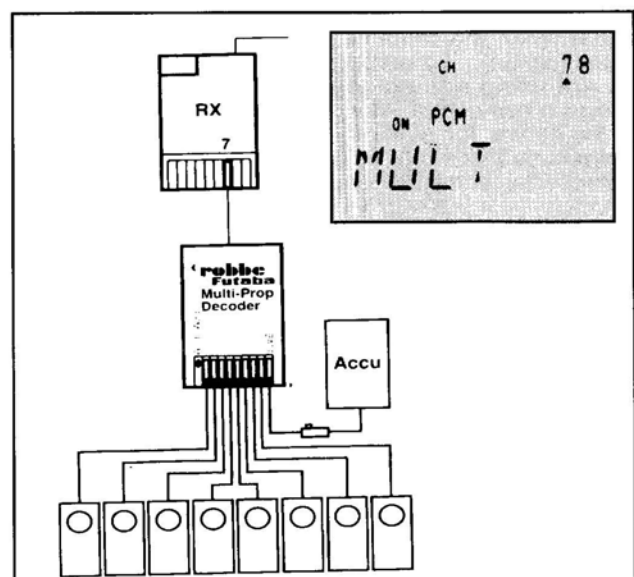 RX
7
CH 78
ON PCM
MULT
robbe
Futaba
Multi-Prop
Decoder
Accu